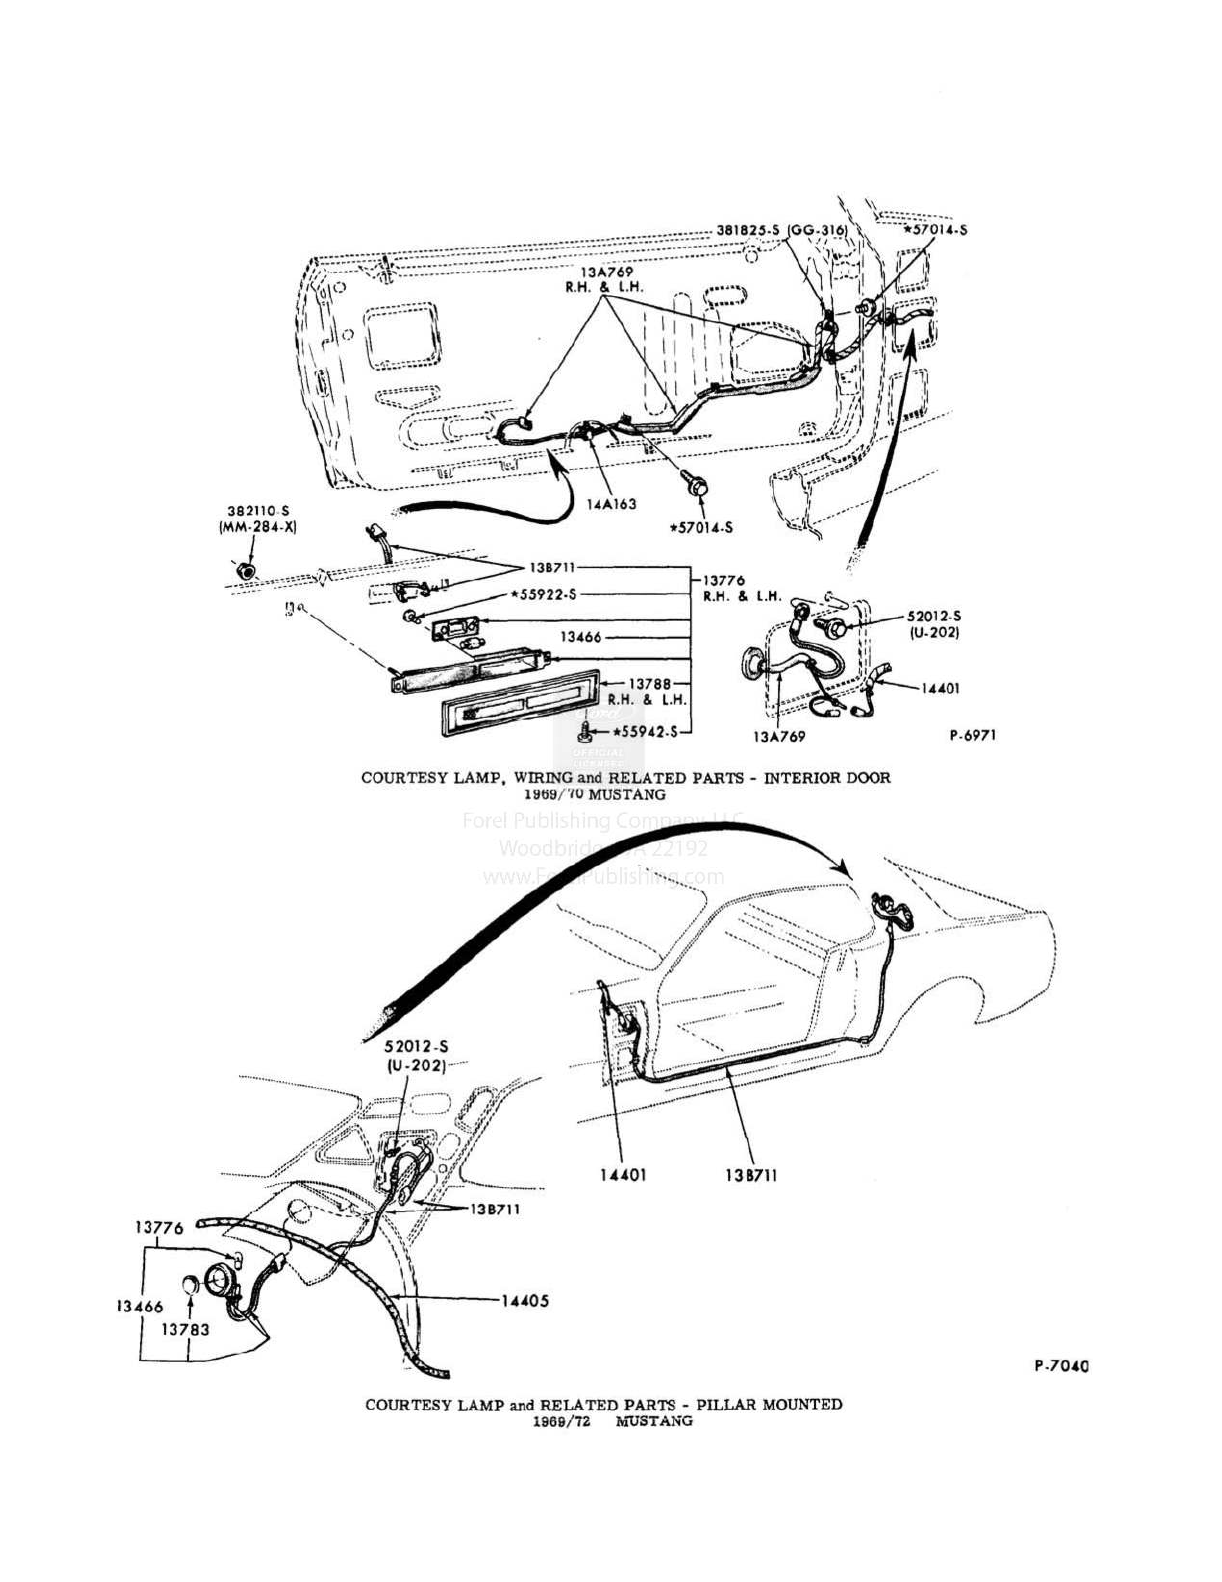 381825-S (GG-316)
*57014-S
13A769
R.H. & L.H.
14A163
*57014-S
382110-S
(MM-284-X)
13B711
*55922-S
13776
R.H. & L.H.
13466
13788
R.H. & L.H.
*55942-S
52012-S
(U-202)
14401
13A769
P-6971
OFFICIAL
LICENSED
COURTESY LAMP, WIRING and RELATED PARTS - INTERIOR DOOR
1969/70 MUSTANG
Forel Publishing Company, LLC
Woodbridge, VA 22192
www.ForelPublishing.com
52012-S
(U-202)
14401
13B711
13B711
13776
13466
13783
14405
P-7040
COURTESY LAMP and RELATED PARTS - PILLAR MOUNTED
1969/72 MUSTANG